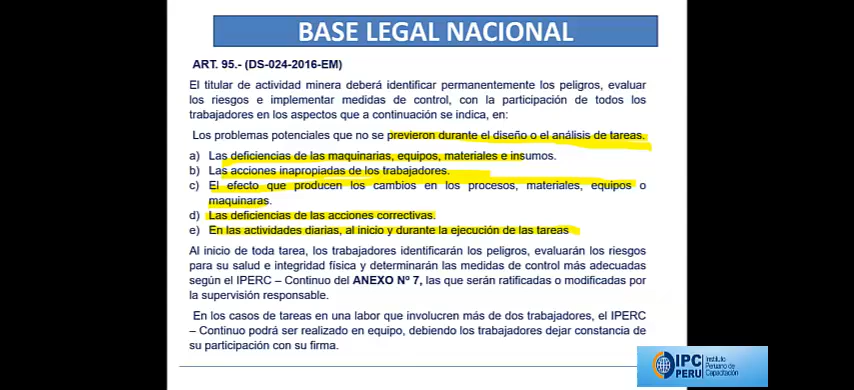 BASE LEGAL NACIONAL
ART. 95.- (DS-024-2016-EM)
El titular de actividad minera deberá identificar permanentemente los peligros, evaluar
los riesgos e implementar medidas de control, con la participación de todos los
trabajadores en los aspectos que a continuación se indica, en:
Los problemas potenciales que no se previeron durante el diseño o el análisis de tareas.
a) Las deficiencias de las maquinarias, equipos, materiales e insumos.
b) Las acciones inapropiadas de los trabajadores.
c) El efecto que producen los cambios en los procesos, materiales, equipos o
maquinaras.
d) Las deficiencias de las acciones correctivas.
e) En las actividades diarias, al inicio y durante la ejecución de las tareas
Al inicio de toda tarea, los trabajadores identificarán los peligros, evaluarán los riesgos
para su salud e integridad física y determinarán las medidas de control más adecuadas
según el IPERC – Continuo del ANEXO Nº 7, las que serán ratificadas o modificadas por
la supervisión responsable.
En los casos de tareas en una labor que involucren más de dos trabajadores, el IPERC
– Continuo podrá ser realizado en equipo, debiendo los trabajadores dejar constancia de
su participación con su firma.
IPC PERU
Instituto
Peruano de
Capacitación